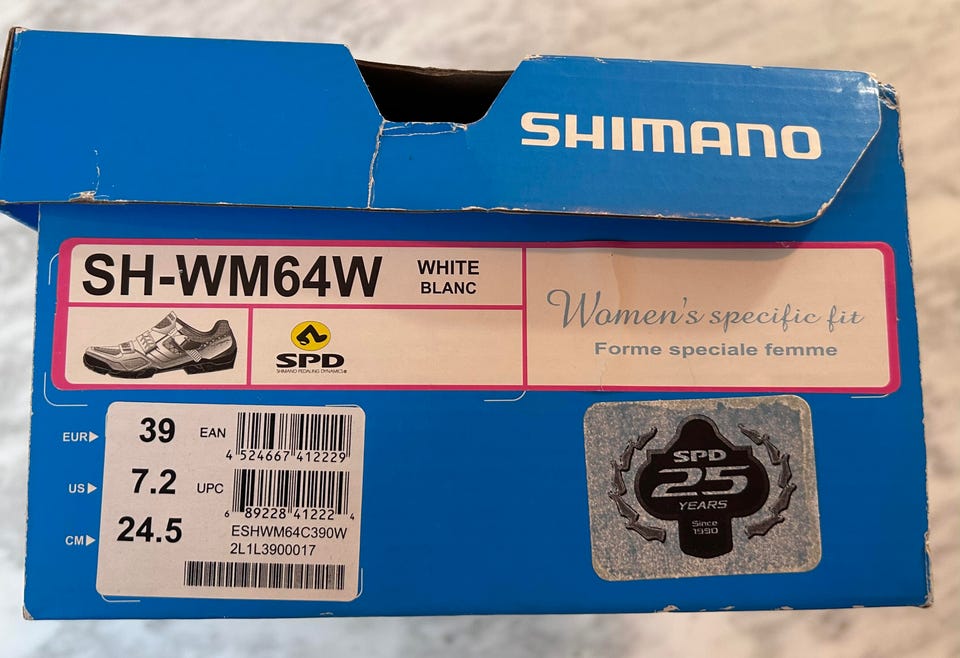 SHIMANO
SH-WM64W
WHITE
BLANC
SPD
SHIMANO PEDALING DYNAMICS
Women's specific fit
Forme speciale femme
EUR▶ 39 EAN
4 524667 412229
US▶ 7.2 UPC
6 89228 41222 4
CM▶ 24.5
ESHWM64C390W
2L1L3900017
SPD
25
YEARS
Since
1990